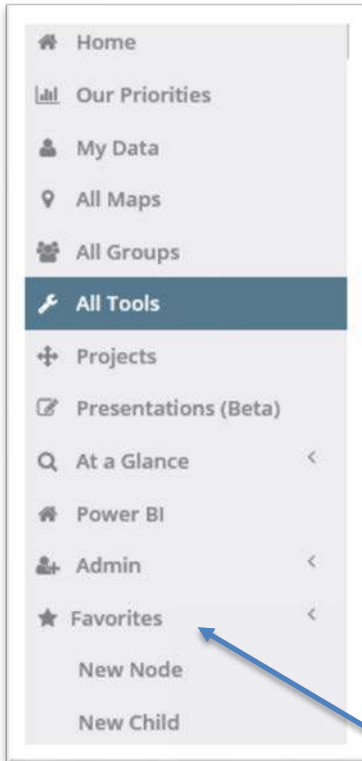 Home
Our Priorities
My Data
All Maps
All Groups
All Tools
Projects
Presentations (Beta)
At a Glance
Power BI
Admin
Favorites
New Node
New Child